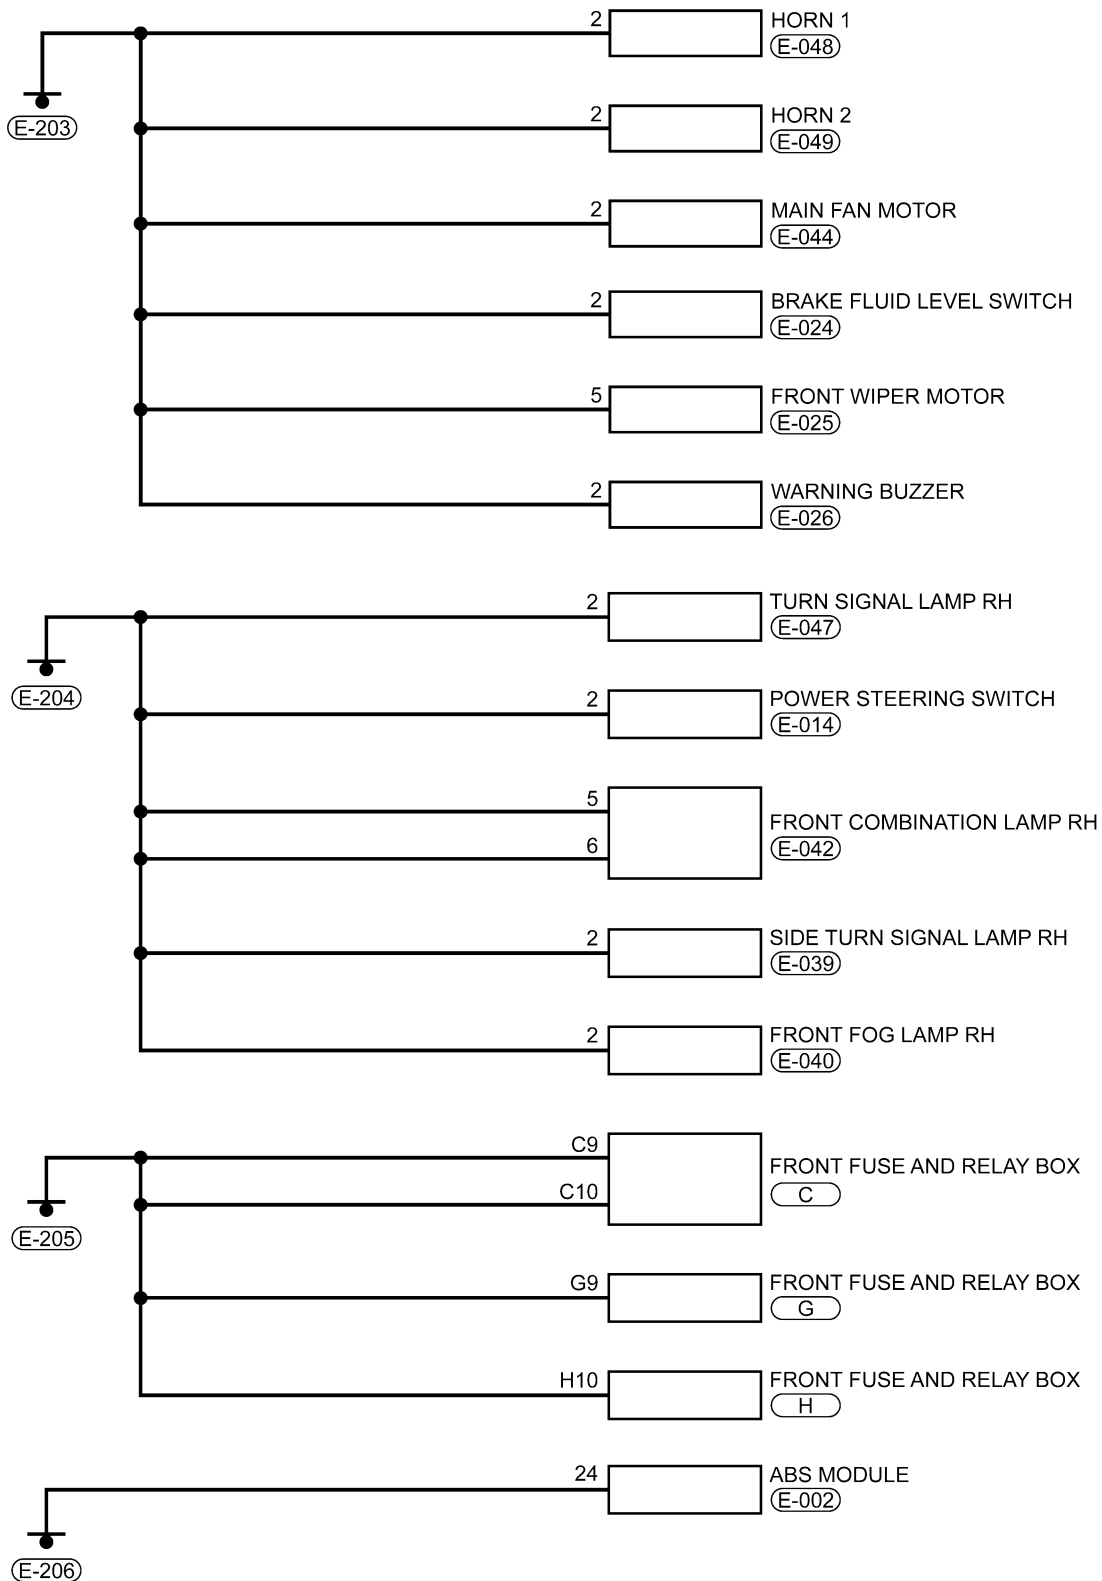 2
HORN 1
E-048
E-203
2
HORN 2
E-049
2
MAIN FAN MOTOR
E-044
2
BRAKE FLUID LEVEL SWITCH
E-024
5
FRONT WIPER MOTOR
E-025
2
WARNING BUZZER
E-026
2
TURN SIGNAL LAMP RH
E-047
E-204
2
POWER STEERING SWITCH
E-014
5
6
FRONT COMBINATION LAMP RH
E-042
2
SIDE TURN SIGNAL LAMP RH
E-039
2
FRONT FOG LAMP RH
E-040
C9
C10
FRONT FUSE AND RELAY BOX
C
E-205
G9
FRONT FUSE AND RELAY BOX
G
H10
FRONT FUSE AND RELAY BOX
H
24
ABS MODULE
E-002
E-206